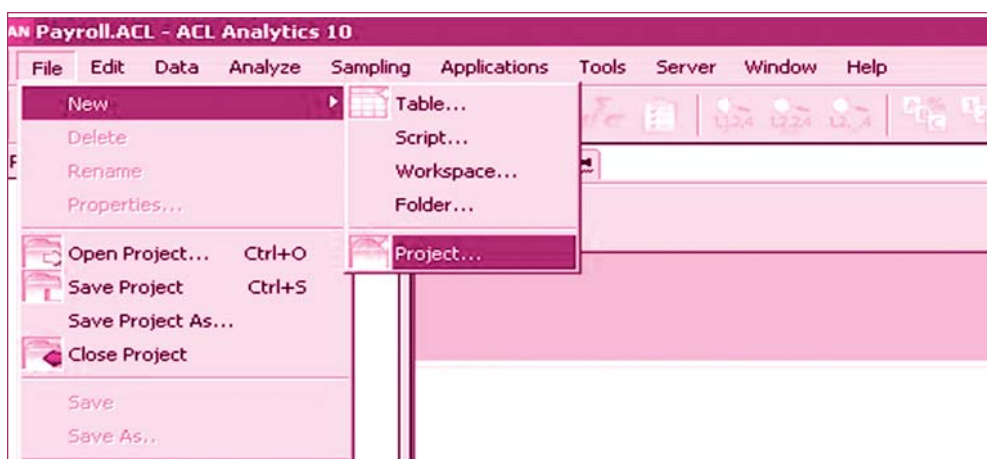 AN Payroll.ACL - ACL Analytics 10
File Edit Data Analyze Sampling Applications Tools Server Window Help
New
Table...
Delete
Script...
Rename
Workspace...
Properties...
Folder...
Open Project... Ctrl+O
Project...
Save Project Ctrl+S
Save Project As...
Close Project
Save
Save As..